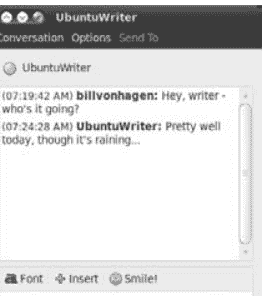 UbuntuWriter
Conversation Options Send To
UbuntuWriter
(07:19:42 AM) billvonhagen: Hey, writer -
who's it going?
(07:24:28 AM) UbuntuWriter: Pretty well
today, though it's raining...
Font Insert Smile!